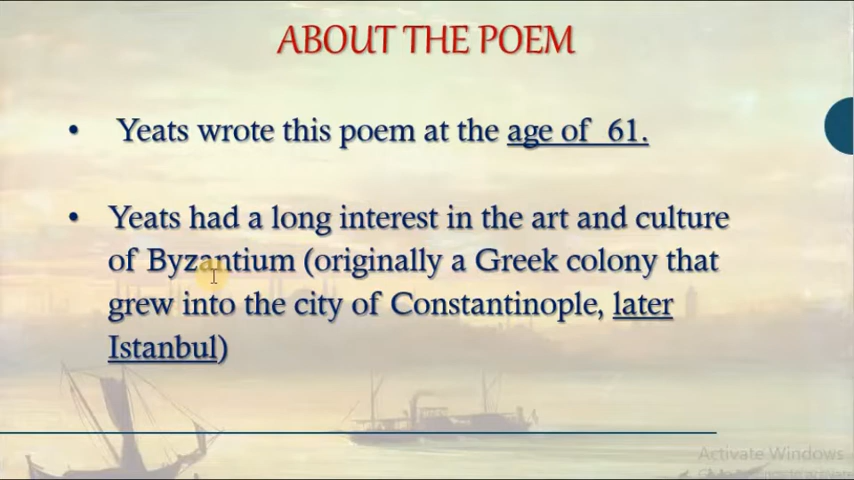 ABOUT THE POEM
• Yeats wrote this poem at the age of 61.
• Yeats had a long interest in the art and culture
of Byzantium (originally a Greek colony that
grew into the city of Constantinople, later
Istanbul)
Activate Windows